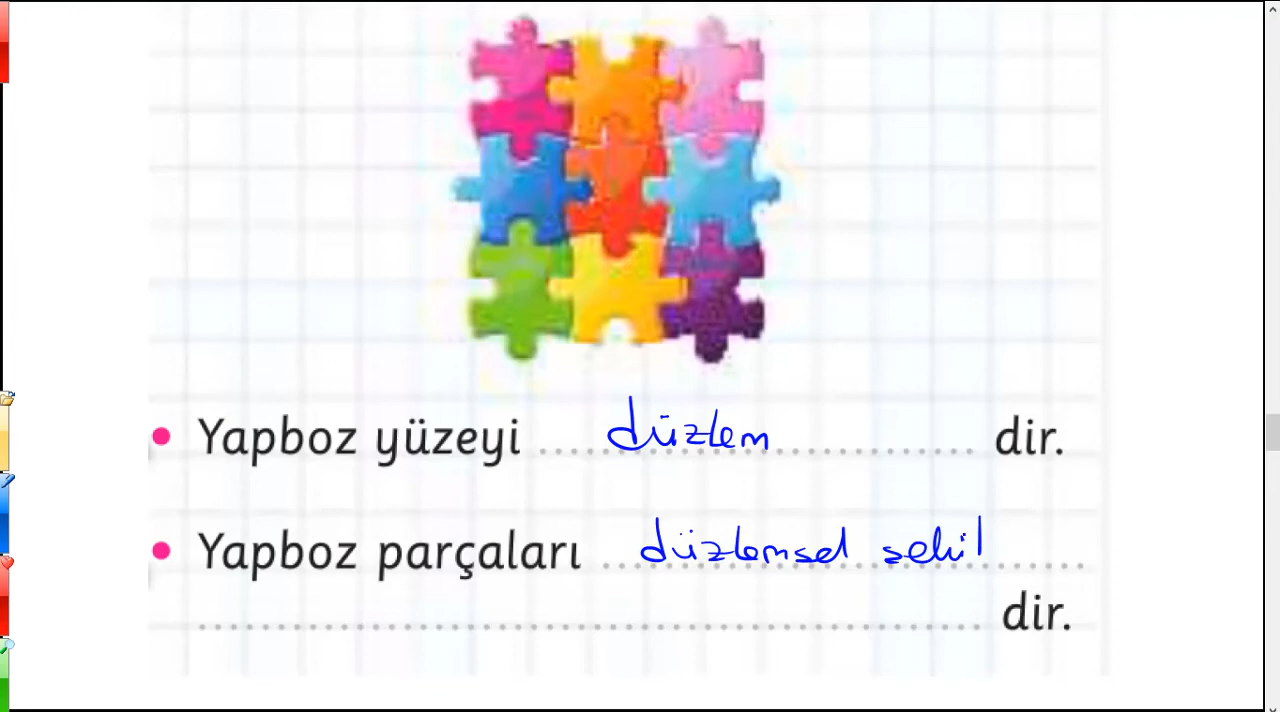 Yapboz yüzeyi düzlem dir.
Yapboz parçaları düzlemsel şekil
dir.